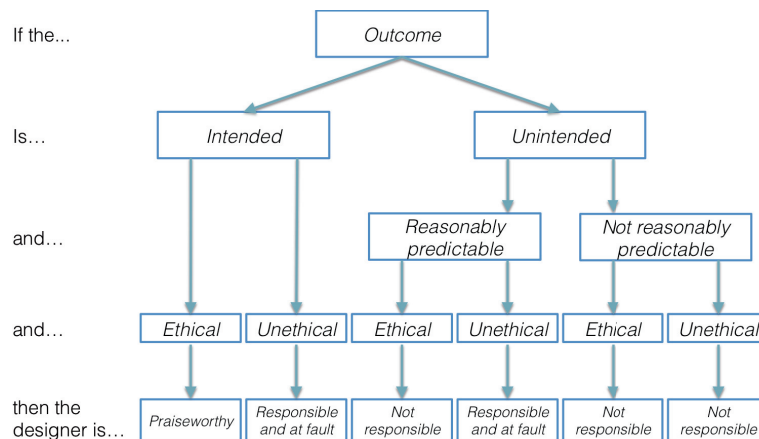 If the...
Outcome
Is...
Intended
Unintended
and...
Reasonably
predictable
Not reasonably
predictable
and...
Ethical
Unethical
Ethical
Unethical
Ethical
Unethical
then the
designer is...
Praiseworthy
Responsible
and at fault
Not
responsible
Responsible
and at fault
Not
responsible
Not
responsible